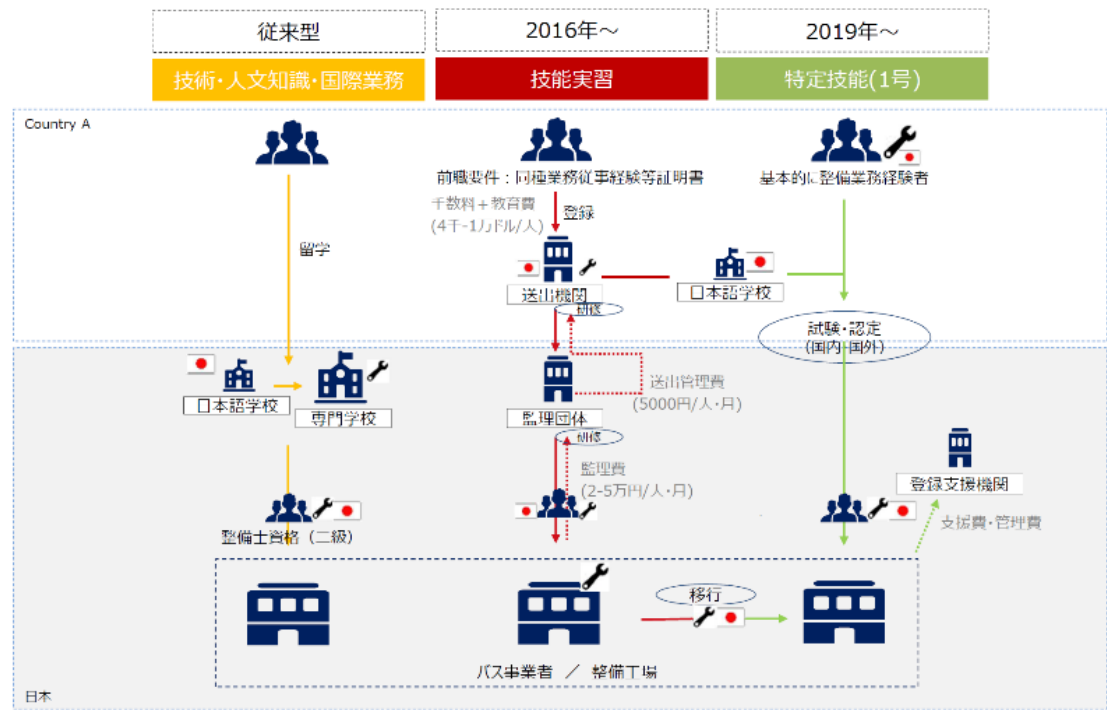 従来型
2016年～
2019年～
技術・人文知識・国際業務
技能実習
特定技能(1号)
Country A
前職要件：同種業務従事経験等証明書
基本的に整備業務経験者
手数料＋教育費
(4千-1万ドル/人)
登録
留学
送出機関
日本語学校
研修
試験・認定
(国内・国外)
送出管理費
(5000円/人・月)
日本語学校
専門学校
監理団体
研修
監理費
(2-5万円/人・月)
登録支援機関
支援費・管理費
整備士資格（二級）
移行
バス事業者 ／ 整備工場
日本